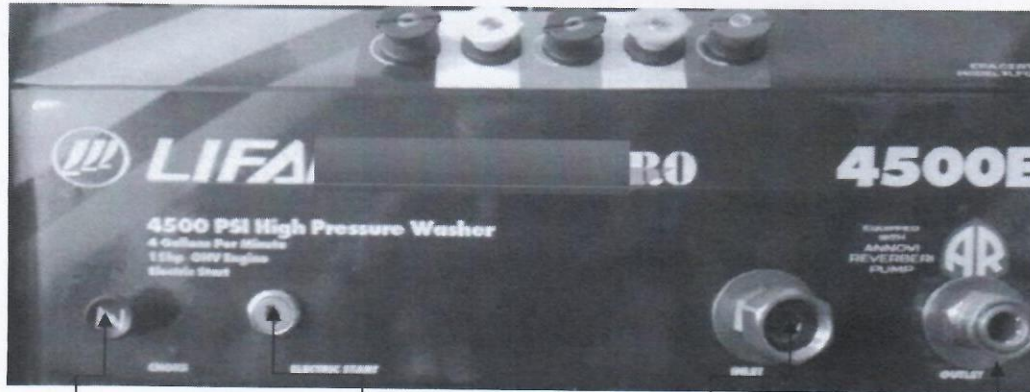 LIFA
RO
4500E
4500 PSI High Pressure Washer
4 Gallons Per Minute
15hp OHV Engine
Electric Start
EQUIPPED
WITH
ANNOVI
REVERBERI
PUMP
AR
CHOKE
ELECTRIC START
INLET
OUTLET